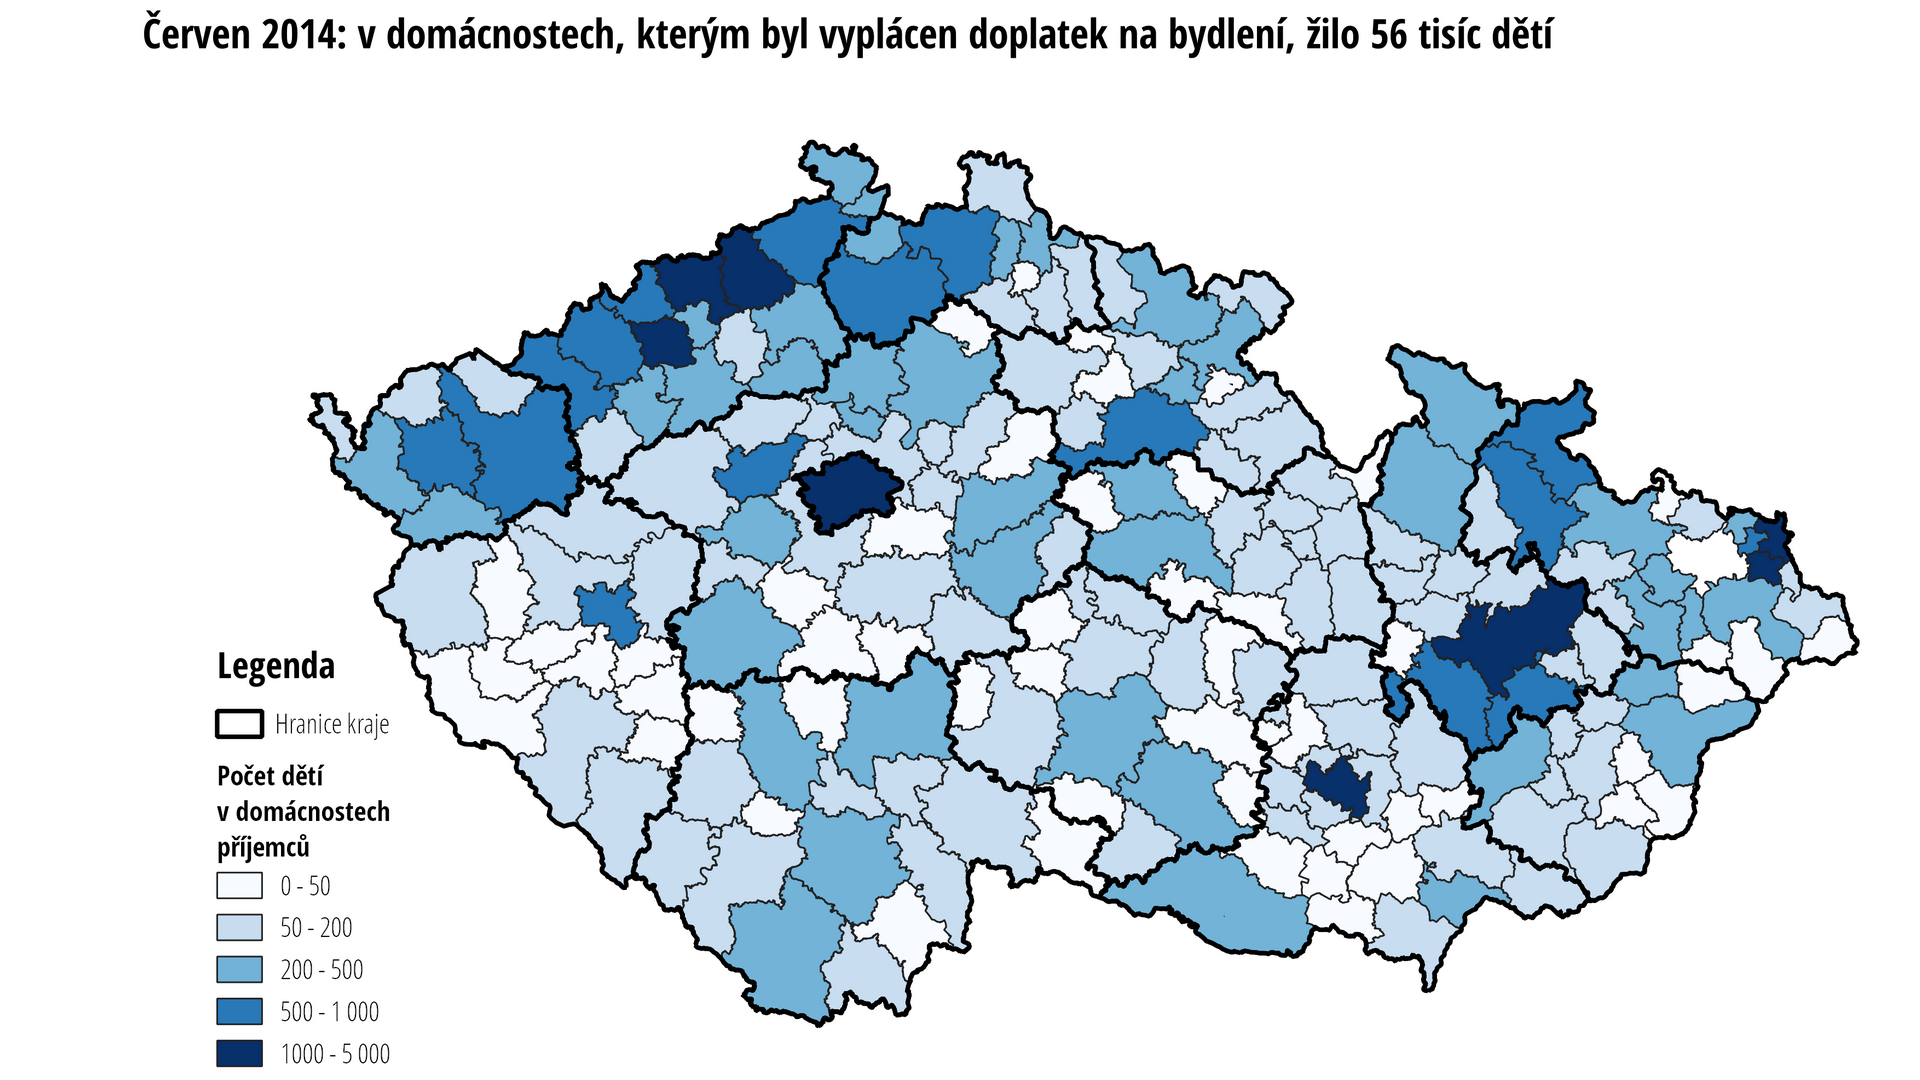 Červen 2014: v domácnostech, kterým byl vyplácen doplatek na bydlení, žilo 56 tisíc dětí
Legenda
Hranice kraje
Počet dětí
v domácnostech
příjemců
0 - 50
50 - 200
200 - 500
500 - 1 000
1000 - 5 000